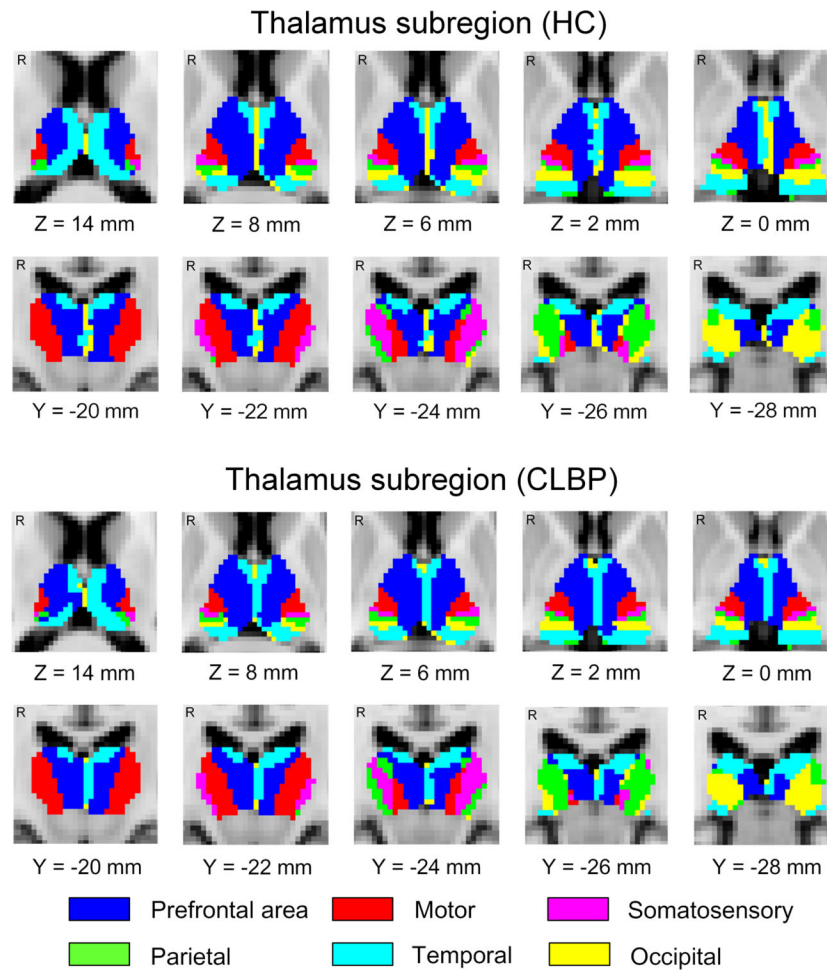 Thalamus subregion (HC)
R R R R R
Z = 14 mm Z = 8 mm Z = 6 mm Z = 2 mm Z = 0 mm
R R R R R
Y = -20 mm Y = -22 mm Y = -24 mm Y = -26 mm Y = -28 mm
Thalamus subregion (CLBP)
R R R R R
Z = 14 mm Z = 8 mm Z = 6 mm Z = 2 mm Z = 0 mm
R R R R R
Y = -20 mm Y = -22 mm Y = -24 mm Y = -26 mm Y = -28 mm
Prefrontal area Motor Somatosensory
Parietal Temporal Occipital